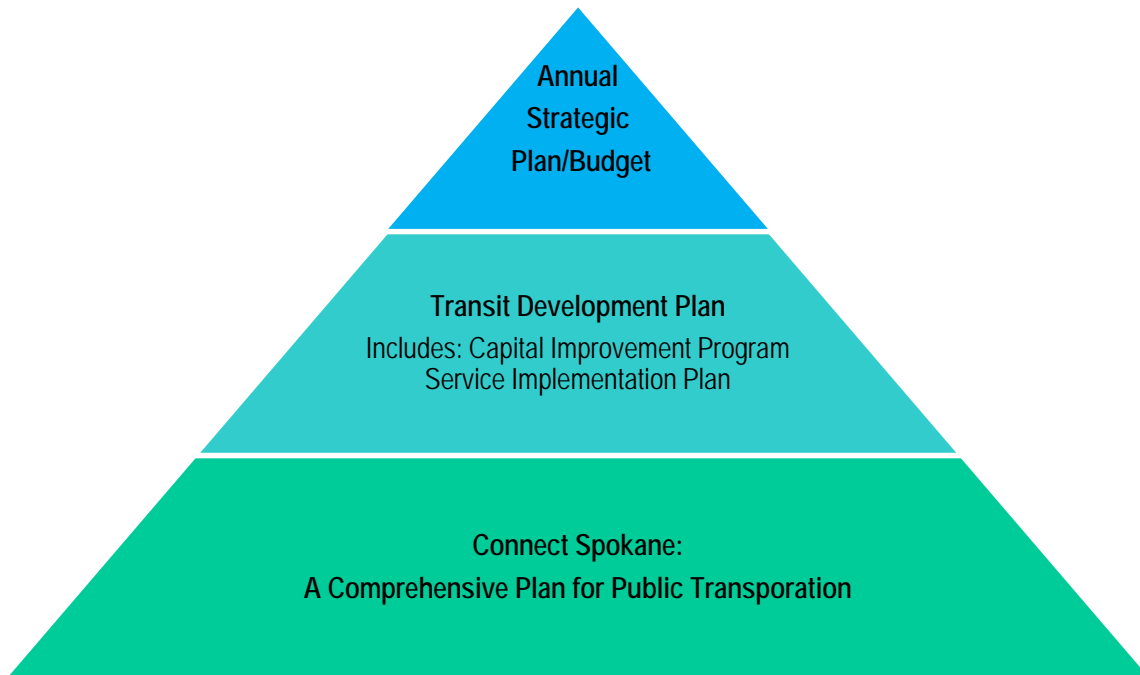 Annual
Strategic
Plan/Budget
Transit Development Plan
Includes: Capital Improvement Program
Service Implementation Plan
Connect Spokane:
A Comprehensive Plan for Public Transporation